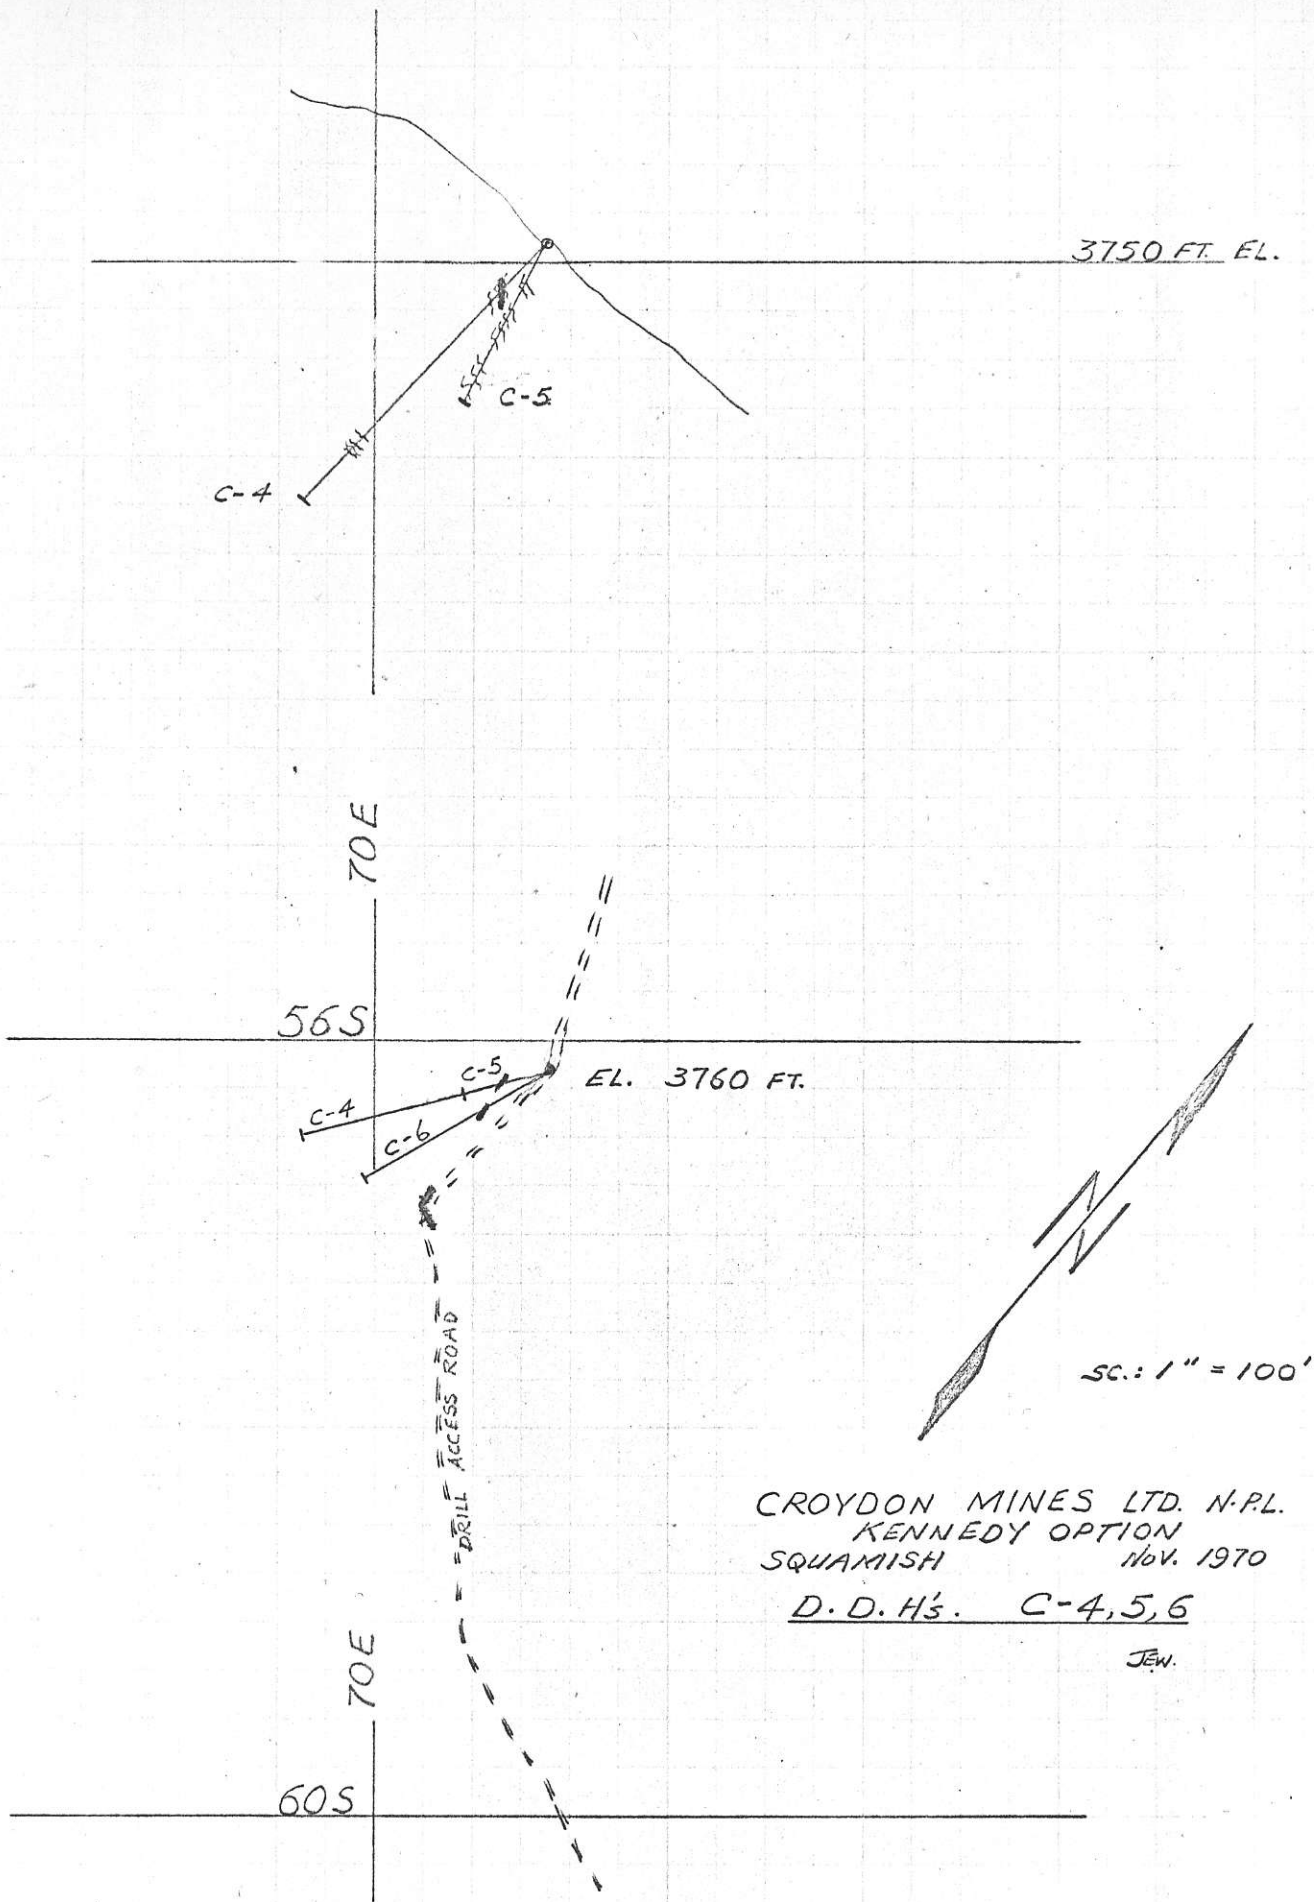 3750 FT. EL.
C-5
C-4
70E
56S
C-5
EL. 3760 FT.
C-4
C-6
DRILL ACCESS ROAD
N
SC.: 1" = 100'
CROYDON MINES LTD. N.P.L.
KENNEDY OPTION
SQUAMISH NOV. 1970
D.D.H's. C-4,5,6
JEW.
70E
60S